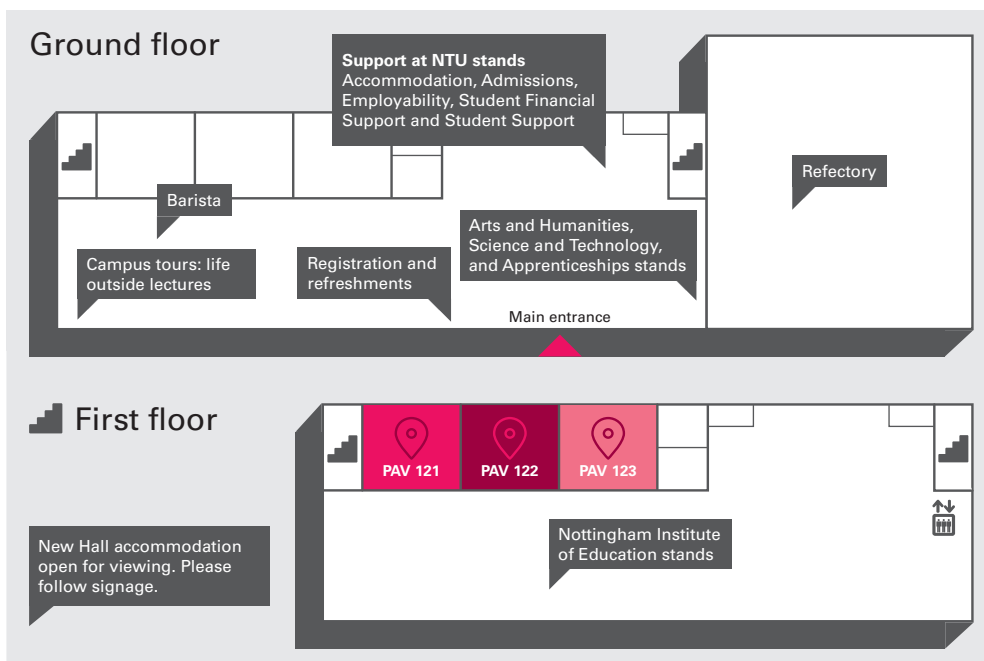 Ground floor
Support at NTU stands
Accommodation, Admissions,
Employability, Student Financial
Support and Student Support
Refectory
Barista
Arts and Humanities,
Science and Technology,
and Apprenticeships stands
Campus tours: life
outside lectures
Registration and
refreshments
Main entrance
First floor
PAV 121
PAV 122
PAV 123
Nottingham Institute
of Education stands
New Hall accommodation
open for viewing. Please
follow signage.